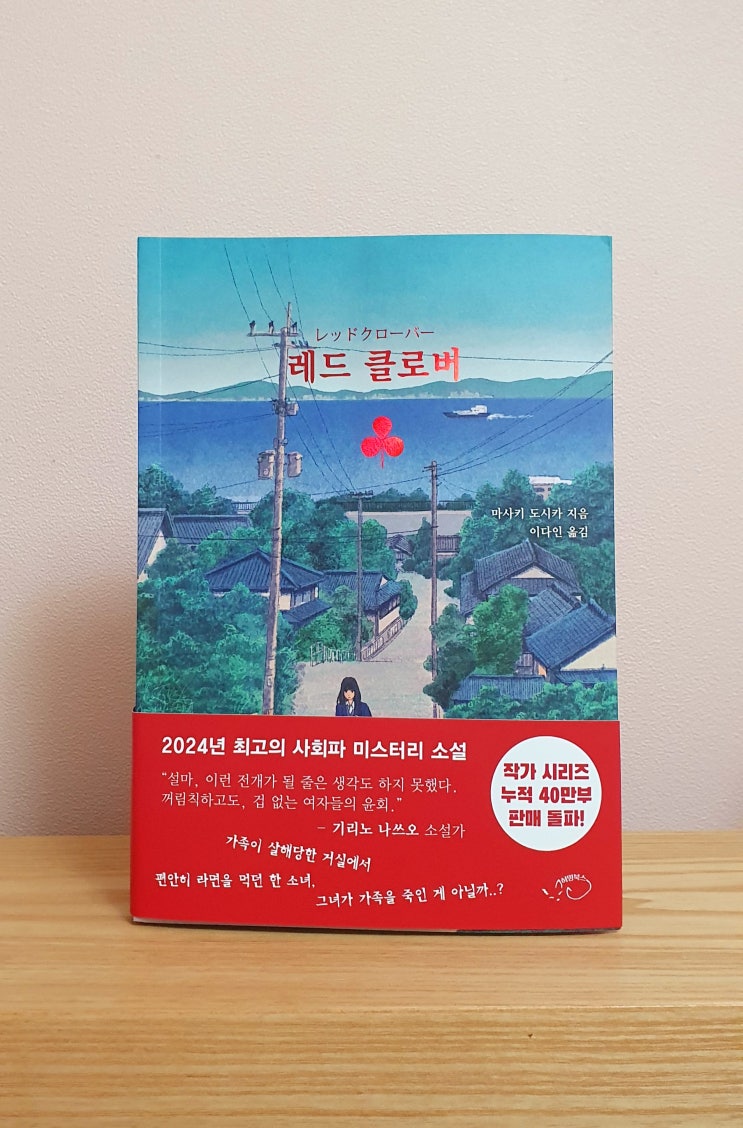 レッドクローバー
레드 클로버
마사키 도시카 지음
이다인 옮김
2024년 최고의 사회파 미스터리 소설
“설마, 이런 전개가 될 줄은 생각도 하지 못했다.
꺼림칙하고도, 겁 없는 여자들의 윤회.”
– 기리노 나쓰오 소설가
작가 시리즈
누적 40만부
판매 돌파!
가족이 살해당한 거실에서
편안히 라면을 먹던 한 소녀,
그녀가 가족을 죽인 게 아닐까..?
허밍북스